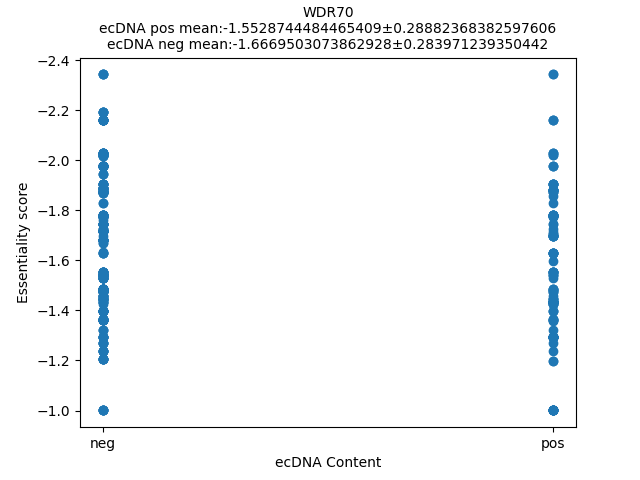 WDR70
ecDNA pos mean:-1.5528744484465409±0.28882368382597606
ecDNA neg mean:-1.6669503073862928±0.283971239350442
−2.4
−2.2
−2.0
−1.8
−1.6
−1.4
−1.2
−1.0
Essentiality score
neg
pos
ecDNA Content